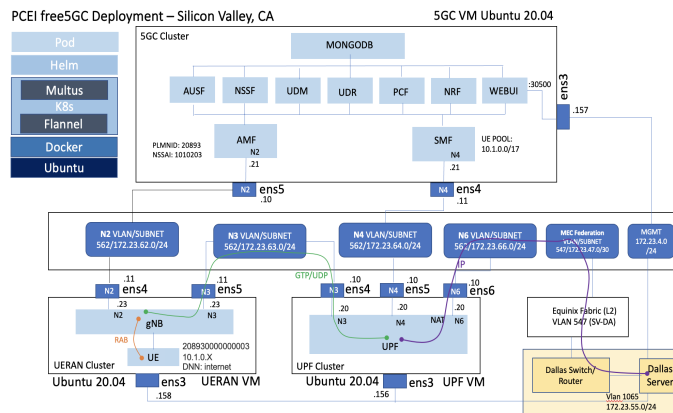 PCEI free5GC Deployment – Silicon Valley, CA
5GC VM Ubuntu 20.04
Pod
Helm
Multus
K8s
Flannel
Docker
Ubuntu
5GC Cluster
MONGODB
AUSF
NSSF
UDM
UDR
PCF
NRF
WEBUI
:30500
ens3
.157
PLMNID: 20893
NSSAI: 1010203
AMF
N2
.21
SMF
N4
.21
UE POOL:
10.1.0.0/17
N2
ens5
.10
N4
ens4
.11
N2 VLAN/SUBNET
562/172.23.62.0/24
N3 VLAN/SUBNET
562/172.23.63.0/24
N4 VLAN/SUBNET
562/172.23.64.0/24
N6 VLAN/SUBNET
562/172.23.66.0/24
MEC Federation
VLAN/SUBNET
547/172.23.47.0/30
MGMT
172.23.4.0
/24
GTP/UDP
IP
.11
N2
ens4
.11
N3
ens5
.10
N3
ens4
.10
N4
ens5
.10
N6
ens6
.23
N2
.23
N3
gNB
RAB
UE
208930000000003
10.1.0.X
DNN: internet
UERAN Cluster
Ubuntu 20.04
ens3
.158
UERAN VM
.20
N3
.20
N4
NAT
.20
N6
UPF
UPF Cluster
Ubuntu 20.04
ens3
.156
UPF VM
Equinix Fabric (L2)
VLAN 547 (SV-DA)
Dallas Switch/
Router
Dallas
Server
Vlan 1065
172.23.55.0/24